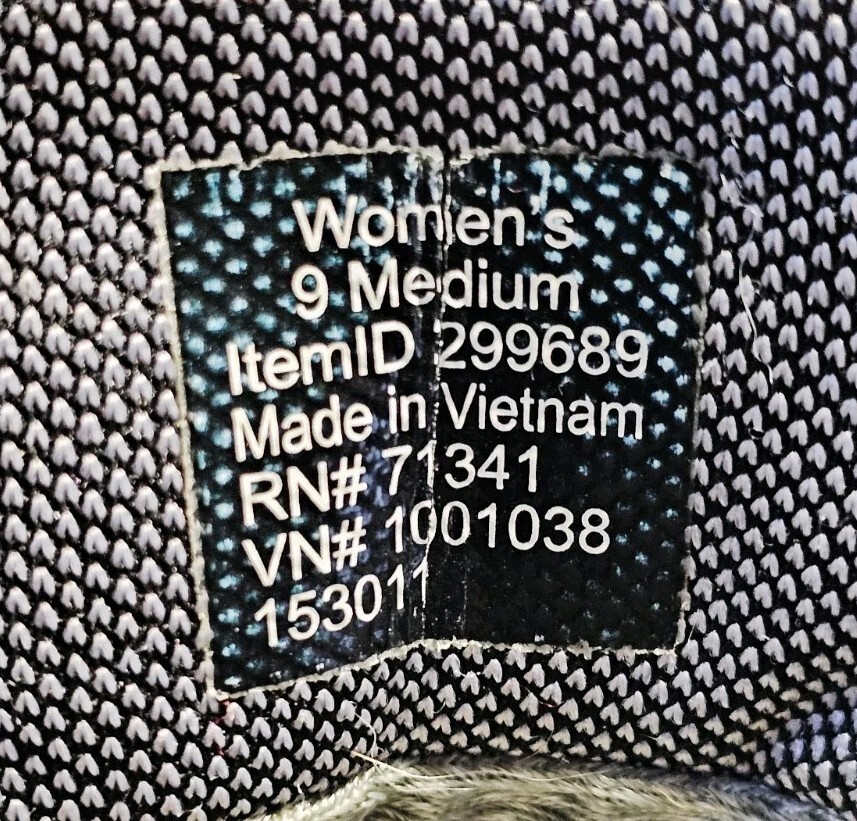 Women's
9 Medium
ItemID 299689
Made in Vietnam
RN# 71341
VN# 1001038
153011